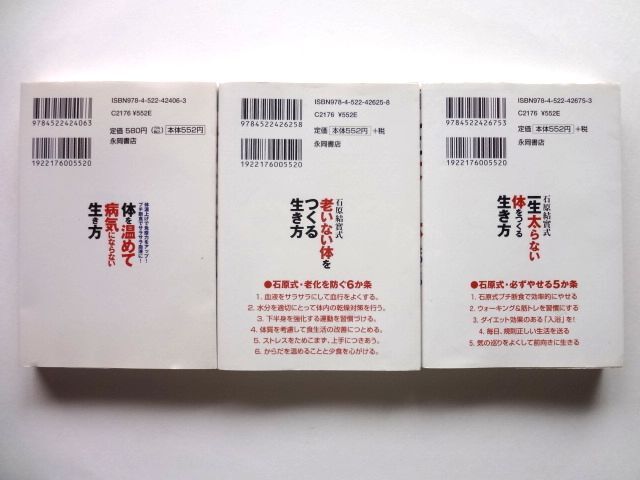 ISBN978-4-522-42406-3
C2176 ¥552E
9784522424063
定価 580円
本体552円
永岡書店
1922176005520
体温上げて免疫力をアップ!
プチ断食でサラサラ血液に!
体を温めて
病気にならない
生き方
ISBN978-4-522-42625-8
C2176 ¥552E
9784522426258
定価 本体552円 +税
永岡書店
1922176005520
石原結實式
老いない体を
つくる
生き方
●石原式・老化を防ぐ6か条
1. 血液をサラサラにして血行をよくする。
2. 水分を適切にとって体内の乾燥対策を行う。
3. 下半身を強化する運動を習慣づける。
4. 体質を考慮して食生活の改善につとめる。
5. ストレスをためこまず、上手につきあう。
6. からだを温めることと少食を心がける。
ISBN978-4-522-42675-3
C2176 ¥552E
9784522426753
定価 本体552円 +税
永岡書店
1922176005520
石原結實式
一生太らない
体をつくる
生き方
●石原式・必ずやせる5か条
1. 石原式プチ断食で効率的にやせる
2. ウォーキング&筋トレを習慣にする
3. ダイエット効果のある「入浴」を!
4. 毎日、規則正しい生活を送る
5. 気の巡りをよくして前向きに生きる